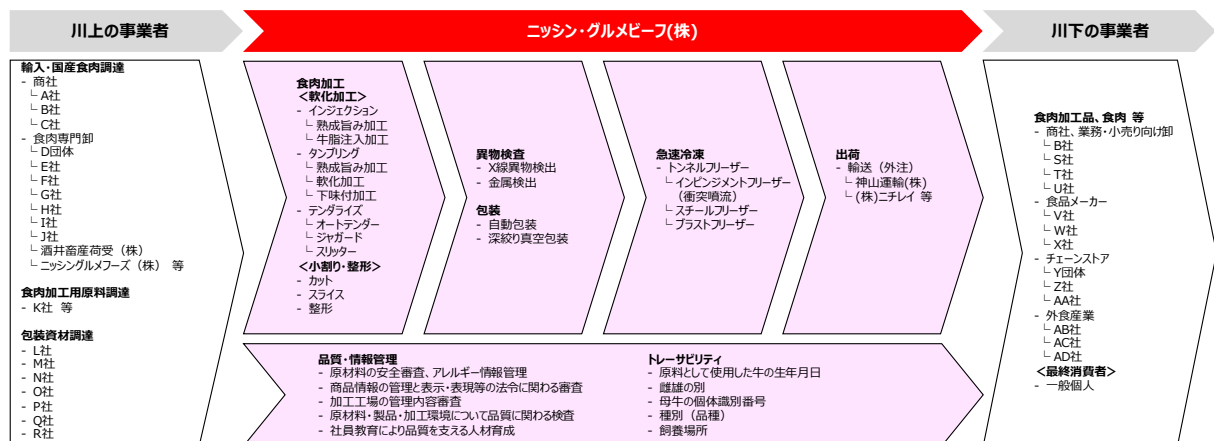 川上の事業者
ニッシン・グルメビーフ(株)
川下の事業者
輸入・国産食肉調達
- 商社
└ A社
└ B社
└ C社
- 食肉専門卸
└ D団体
└ E社
└ F社
└ G社
└ H社
└ I社
└ J社
└ 酒井畜産荷受（株）
└ ニッシングルメフーズ（株） 等
食肉加工用原料調達
- K社 等
包装資材調達
- L社
- M社
- N社
- O社
- P社
- Q社
- R社
食肉加工
＜軟化加工＞
- インジェクション
└ 熟成旨み加工
└ 牛脂注入加工
- タンブリング
└ 熟成旨み加工
└ 軟化加工
└ 下味付加工
- テンダライズ
└ オートテンダー
└ ジャガード
└ スリッター
＜小割り・整形＞
- カット
- スライス
- 整形
異物検査
- X線異物検出
- 金属検出
包装
- 自動包装
- 深絞り真空包装
急速冷凍
- トンネルフリーザー
└ インピンジメントフリーザー
（衝突噴流）
└ スチールフリーザー
└ ブラストフリーザー
出荷
- 輸送（外注）
└ 神山運輸(株)
└ (株)ニチレイ 等
品質・情報管理
- 原材料の安全審査、アレルギー情報管理
- 商品情報の管理と表示・表現等の法令に関わる審査
- 加工工場の管理内容審査
- 原材料・製品・加工環境について品質に関わる検査
- 社員教育により品質を支える人材育成
トレーサビリティ
- 原料として使用した牛の生年月日
- 雌雄の別
- 母牛の個体識別番号
- 種別（品種）
- 飼養場所
食肉加工品、食肉 等
- 商社、業務・小売り向け卸
└ B社
└ S社
└ T社
└ U社
- 食品メーカー
└ V社
└ W社
└ X社
- チェーンストア
└ Y団体
└ Z社
└ AA社
- 外食産業
└ AB社
└ AC社
└ AD社
＜最終消費者＞
- 一般個人